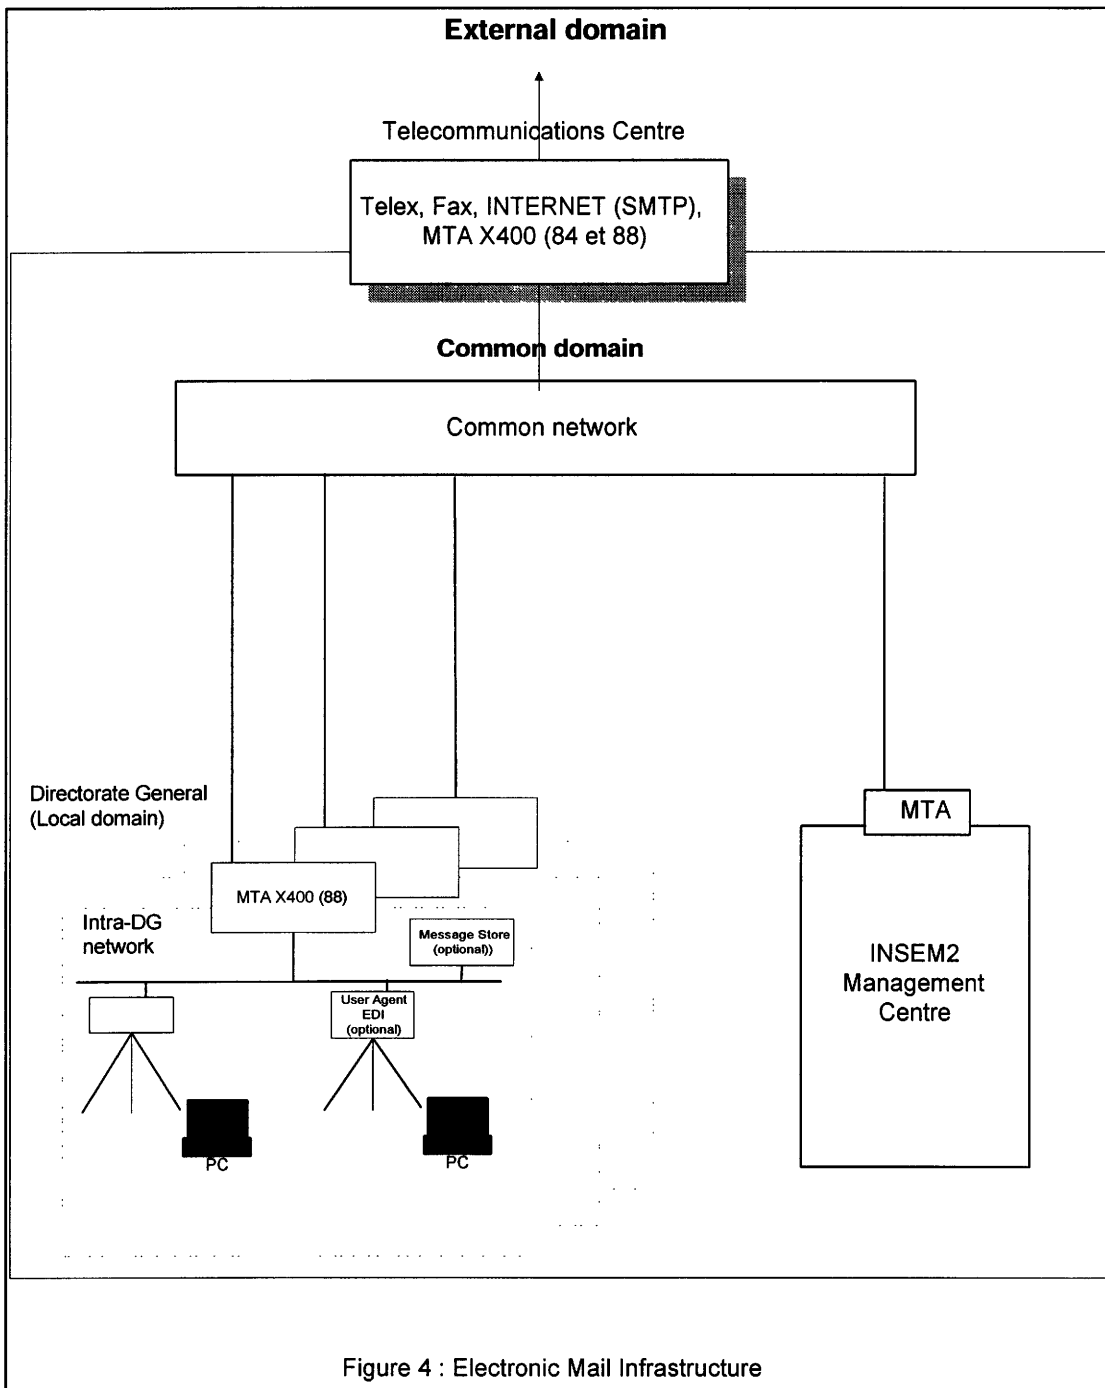 External domain
Telecommunications Centre
Telex, Fax, INTERNET (SMTP),
MTA X400 (84 et 88)
Common domain
Common network
Directorate General
(Local domain)
MTA
MTA X400 (88)
Intra-DG
network
Message Store
(optional))
User Agent
EDI
(optional)
PC
PC
INSEM2
Management
Centre
Figure 4 : Electronic Mail Infrastructure